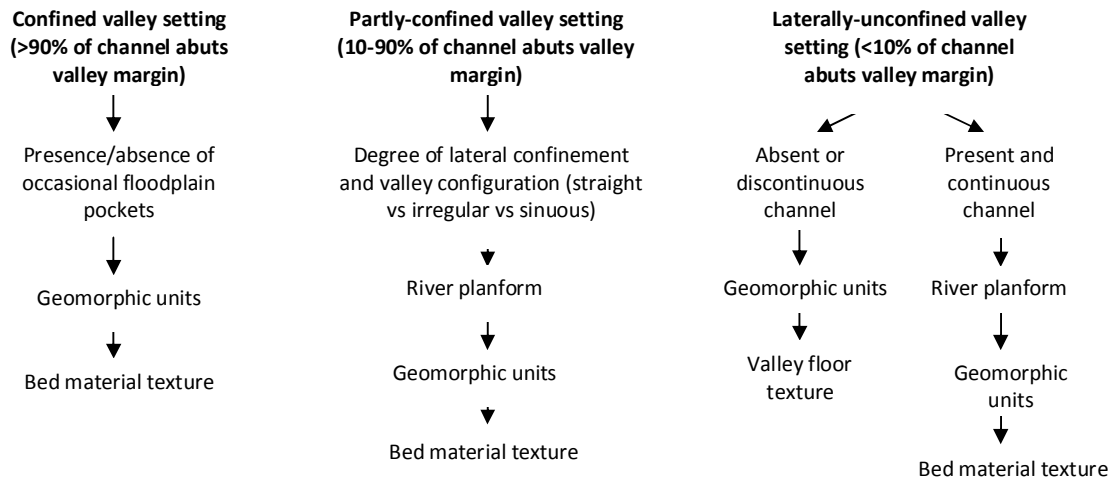 Confined valley setting
(>90% of channel abuts
valley margin)
Presence/absence of
occasional floodplain
pockets
Geomorphic units
Bed material texture
Partly-confined valley setting
(10-90% of channel abuts valley
margin)
Degree of lateral confinement
and valley configuration (straight
vs irregular vs sinuous)
River planform
Geomorphic units
Bed material texture
Laterally-unconfined valley
setting (<10% of channel
abuts valley margin)
Absent or
discontinuous
channel
Geomorphic units
Valley floor
texture
Present and
continuous
channel
River planform
Geomorphic
units
Bed material texture